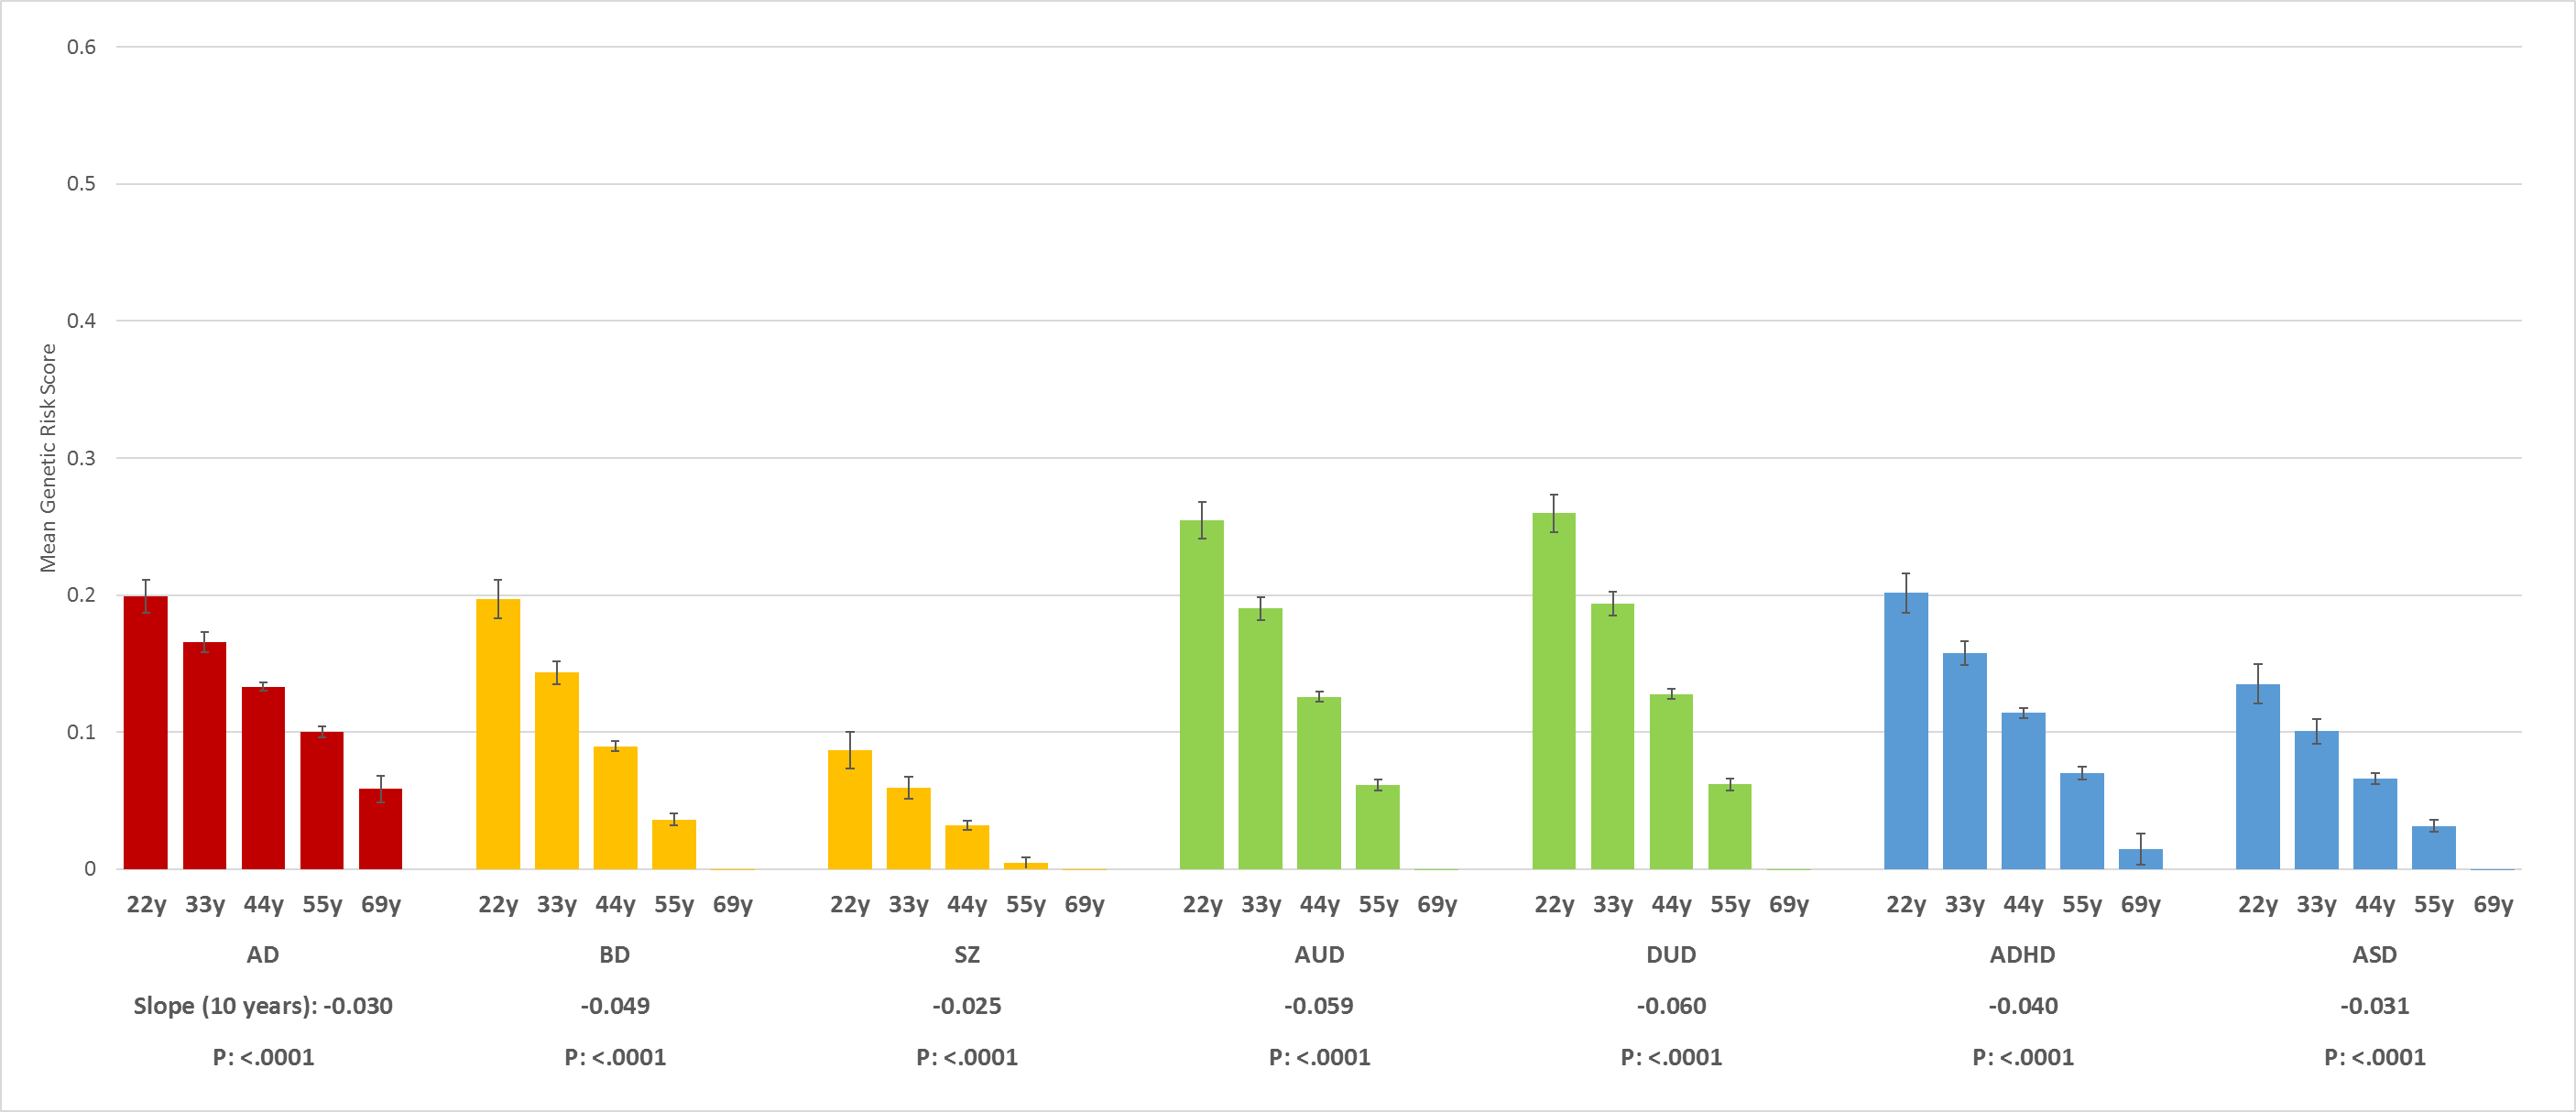 0.6
0.5
0.4
0.3
0.2
0.1
0
Mean Genetic Risk Score
22y 33y 44y 55y 69y 22y 33y 44y 55y 69y 22y 33y 44y 55y 69y 22y 33y 44y 55y 69y 22y 33y 44y 55y 69y 22y 33y 44y 55y 69y 22y 33y 44y 55y 69y
AD BD SZ AUD DUD ADHD ASD
Slope (10 years): -0.030 -0.049 -0.025 -0.059 -0.060 -0.040 -0.031
P: <.0001 P: <.0001 P: <.0001 P: <.0001 P: <.0001 P: <.0001 P: <.0001